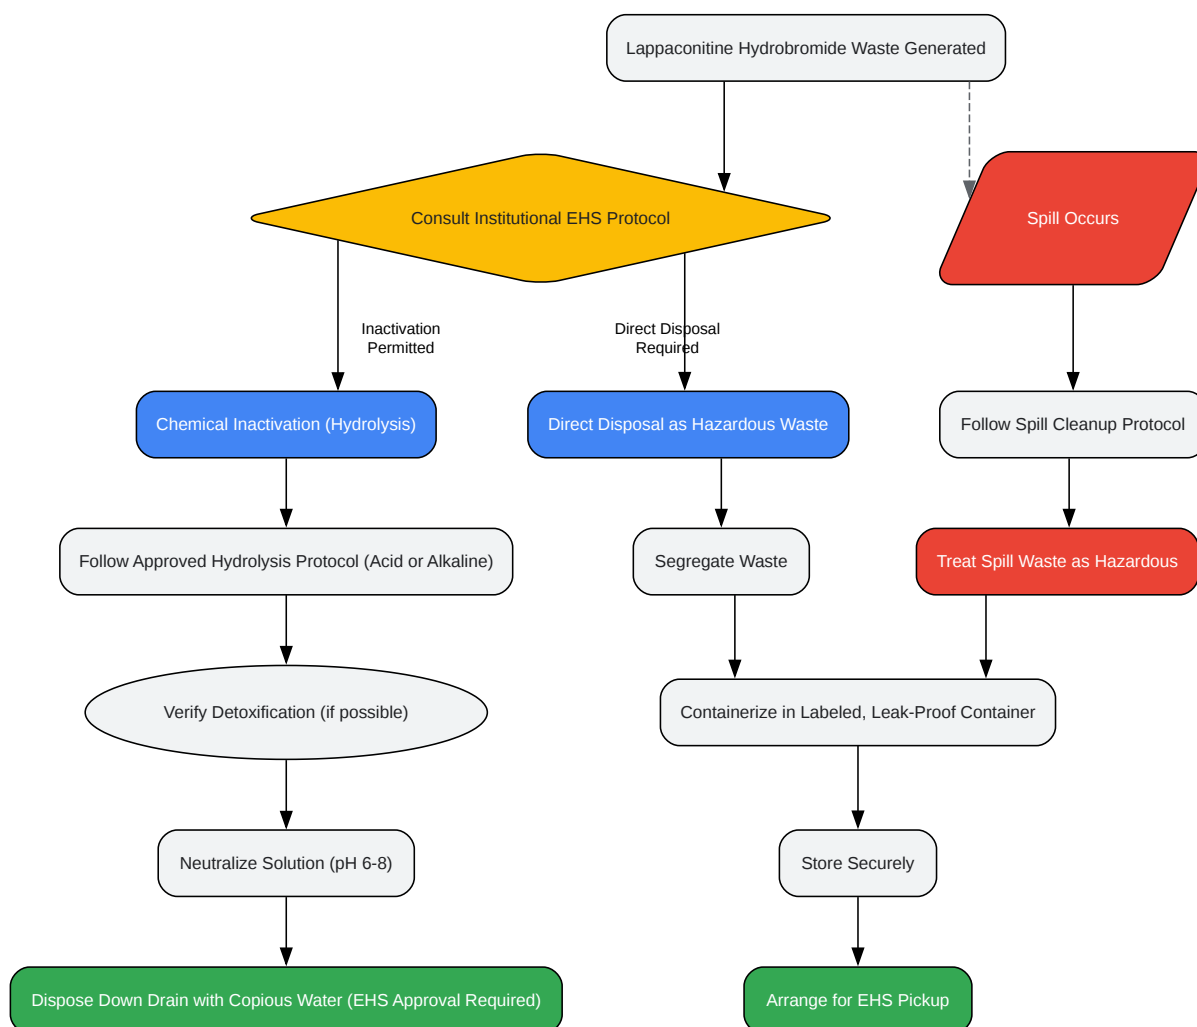 Lappaconitine Hydrobromide Waste Generated
Consult Institutional EHS Protocol
Spill Occurs
Inactivation
Permitted
Direct Disposal
Required
Chemical Inactivation (Hydrolysis)
Direct Disposal as Hazardous Waste
Follow Spill Cleanup Protocol
Follow Approved Hydrolysis Protocol (Acid or Alkaline)
Segregate Waste
Treat Spill Waste as Hazardous
Verify Detoxification (if possible)
Containerize in Labeled, Leak-Proof Container
Neutralize Solution (pH 6-8)
Store Securely
Dispose Down Drain with Copious Water (EHS Approval Required)
Arrange for EHS Pickup